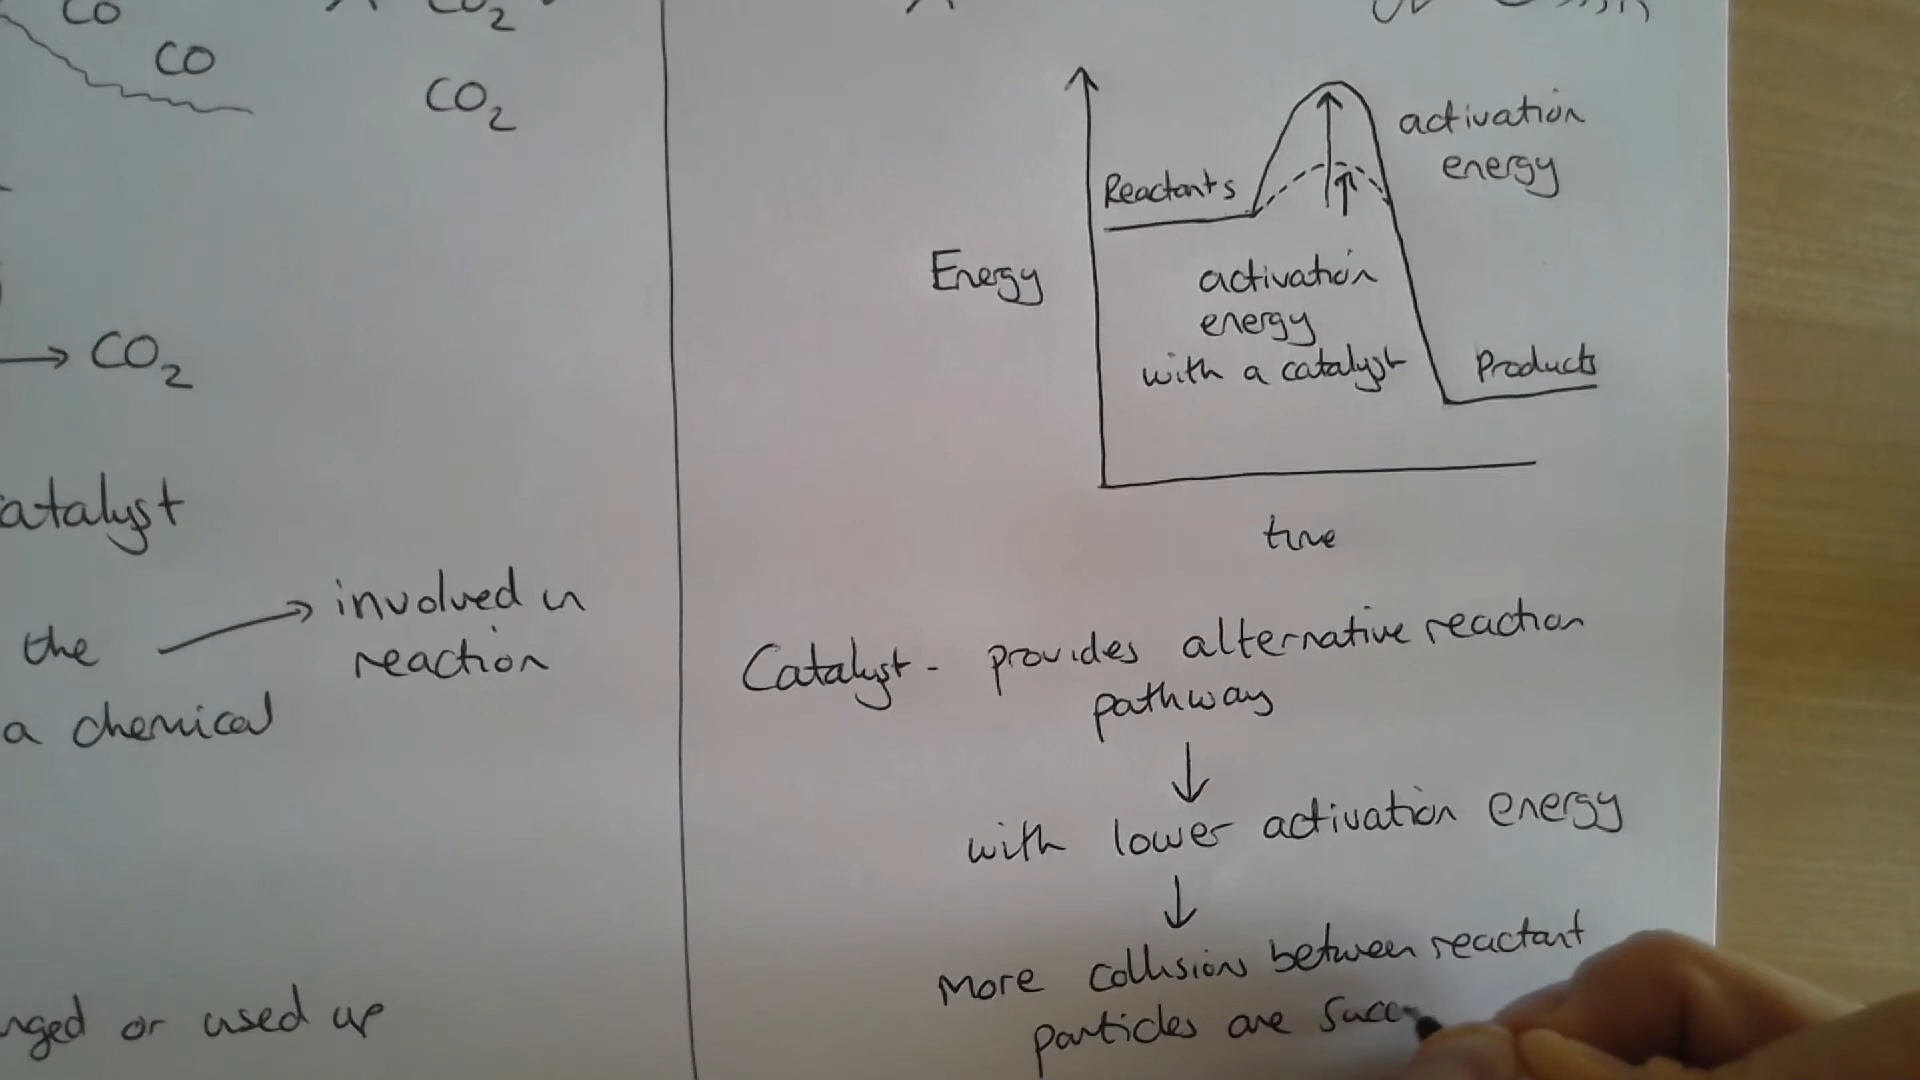 CO
CO
CO2
CO2
→ CO2
atalyst
the → involved in
reaction
a chemical
nged or used up
activation
energy
Reactants
Energy
activation
energy
with a catalyst
Products
time
Catalyst - provides alternative reaction
pathway
↓
with lower activation energy
↓
More collisions between reactant
particles are succ